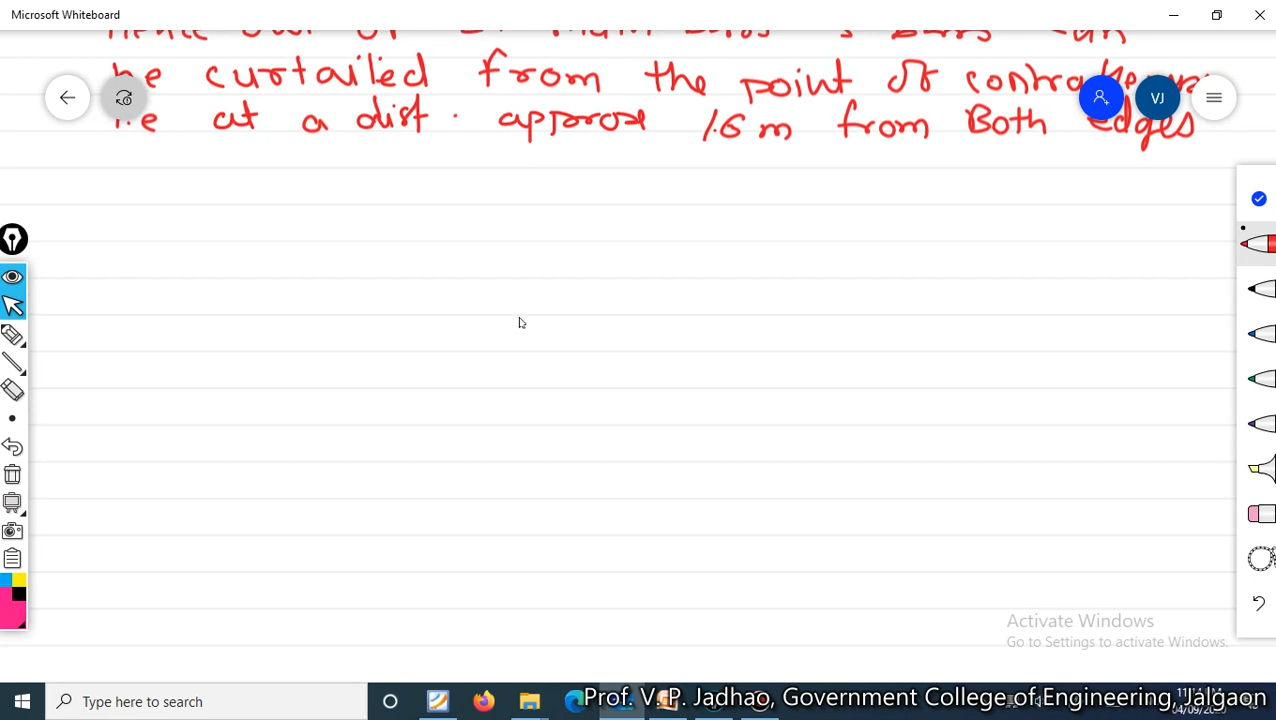 Microsoft Whiteboard
be curtailed from the point of
i.e at a dist. approx 1.6 m from Both edges
VJ
Activate Windows
Go to Settings to activate Windows.
Type here to search
Prof. V. P. Jadhao, Government College of Engineering, Jalgaon